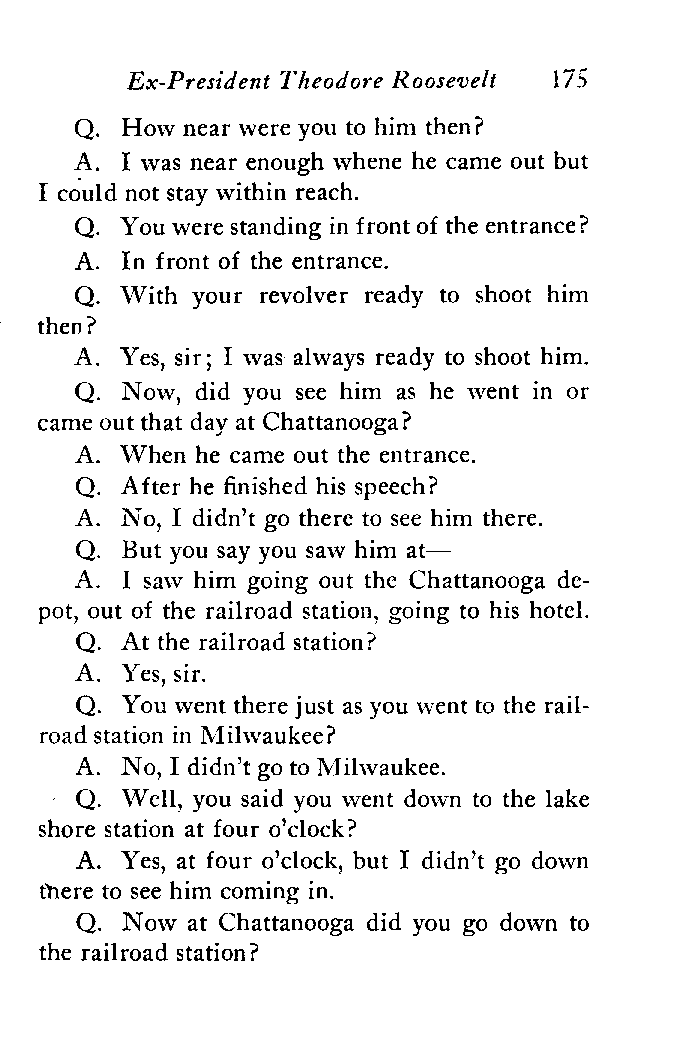 Ex-President Theodore Roosevelt 175
Q. How near were you to him then?
A. I was near enough whene he came out but
I could not stay within reach.
Q. You were standing in front of the entrance?
A. In front of the entrance.
Q. With your revolver ready to shoot him
then?
A. Yes, sir; I was always ready to shoot him.
Q. Now, did you see him as he went in or
came out that day at Chattanooga?
A. When he came out the entrance.
Q. After he finished his speech?
A. No, I didn't go there to see him there.
Q. But you say you saw him at—
A. I saw him going out the Chattanooga de-
pot, out of the railroad station, going to his hotel.
Q. At the railroad station?
A. Yes, sir.
Q. You went there just as you went to the rail-
road station in Milwaukee?
A. No, I didn't go to Milwaukee.
Q. Well, you said you went down to the lake
shore station at four o'clock?
A. Yes, at four o'clock, but I didn't go down
there to see him coming in.
Q. Now at Chattanooga did you go down to
the railroad station?